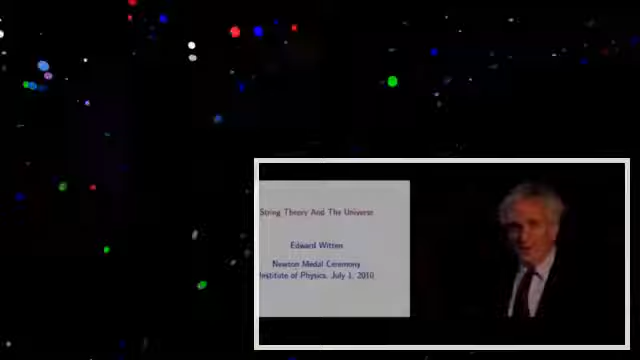 String Theory And The Universe
Edward Witten
Newton Medal Ceremony
Institute of Physics, July 1, 2010